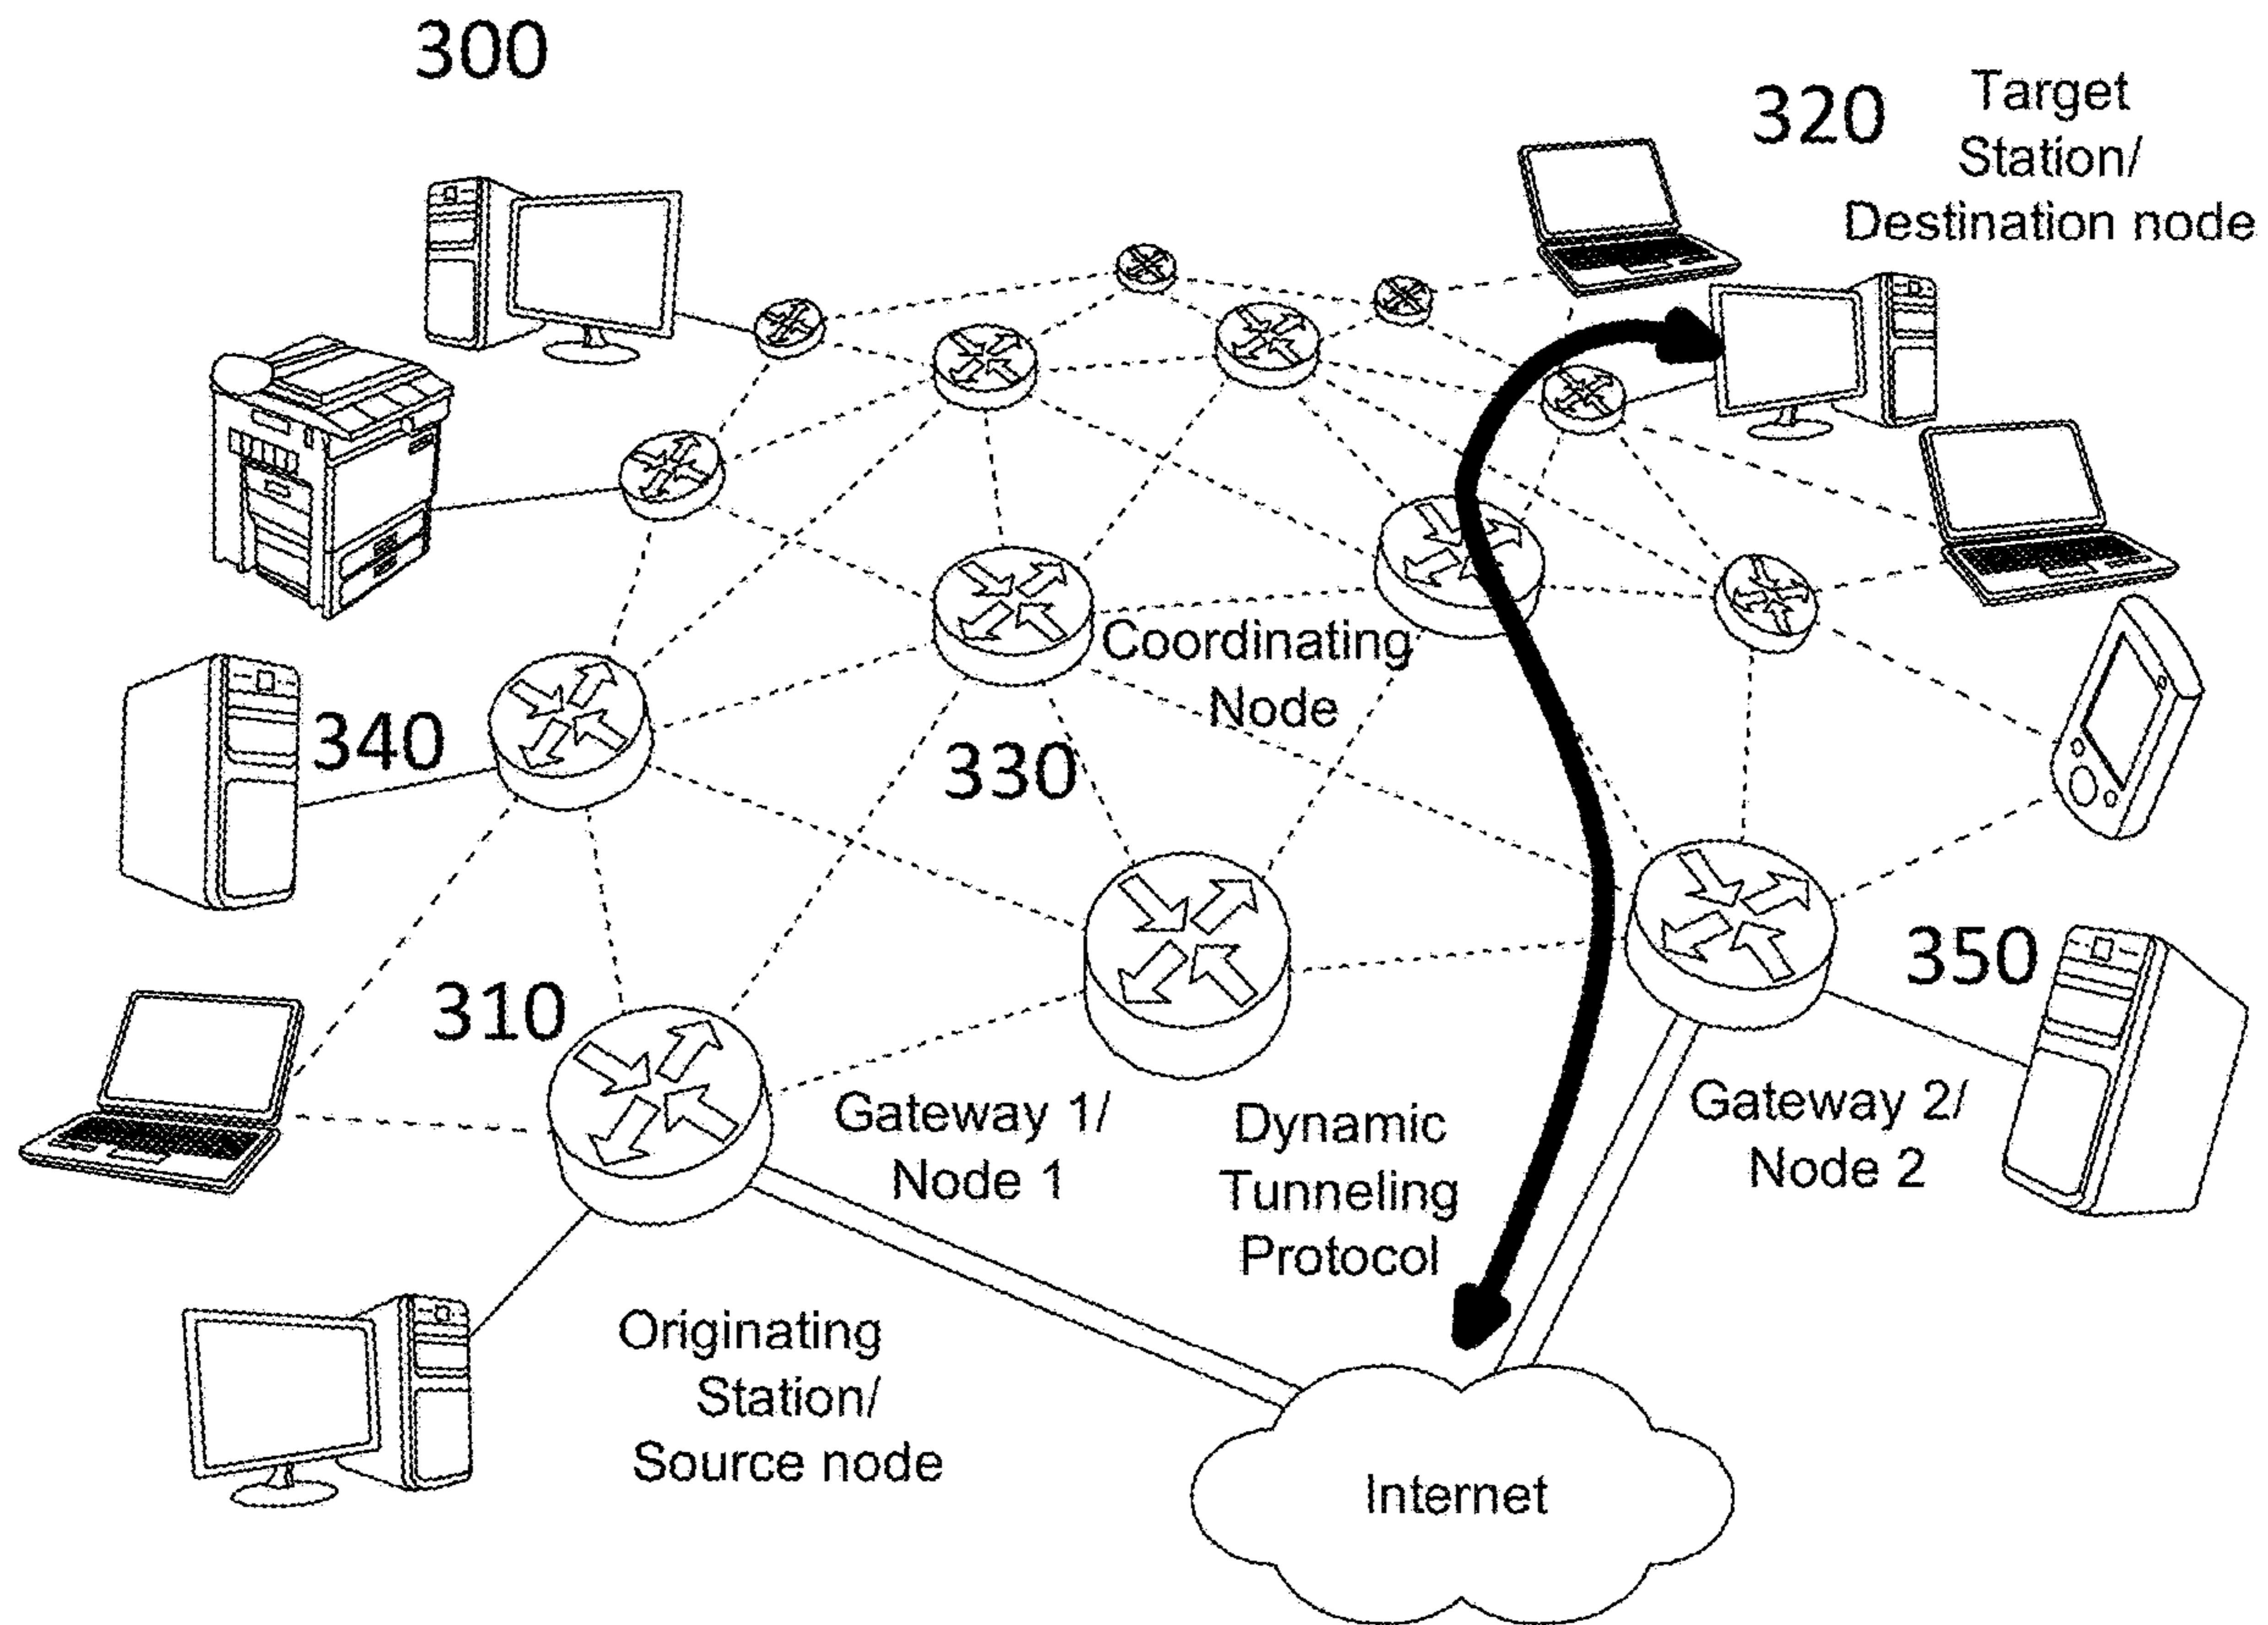 300
320
Target
Station/
Destination node
Coordinating
Node
340
330
350
310
Gateway 1/
Node 1
Dynamic
Tunneling
Protocol
Gateway 2/
Node 2
Originating
Station/
Source node
Internet